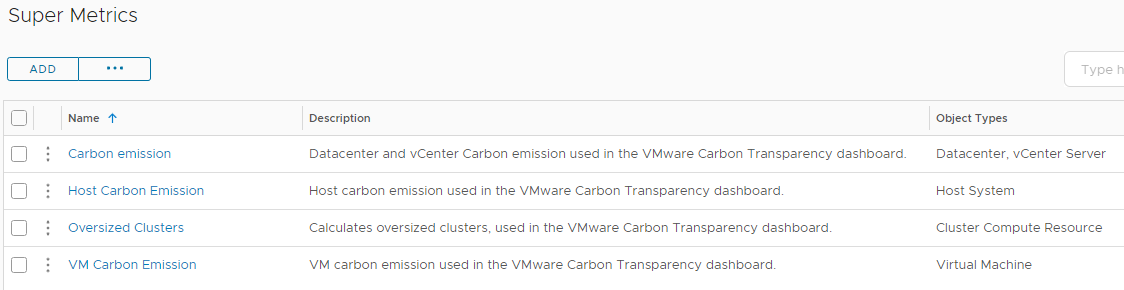 Super Metrics
ADD
Type h
Name Description Object Types
Carbon emission Datacenter and vCenter Carbon emission used in the VMware Carbon Transparency dashboard. Datacenter, vCenter Server
Host Carbon Emission Host carbon emission used in the VMware Carbon Transparency dashboard. Host System
Oversized Clusters Calculates oversized clusters, used in the VMware Carbon Transparency dashboard. Cluster Compute Resource
VM Carbon Emission VM carbon emission used in the VMware Carbon Transparency dashboard. Virtual Machine